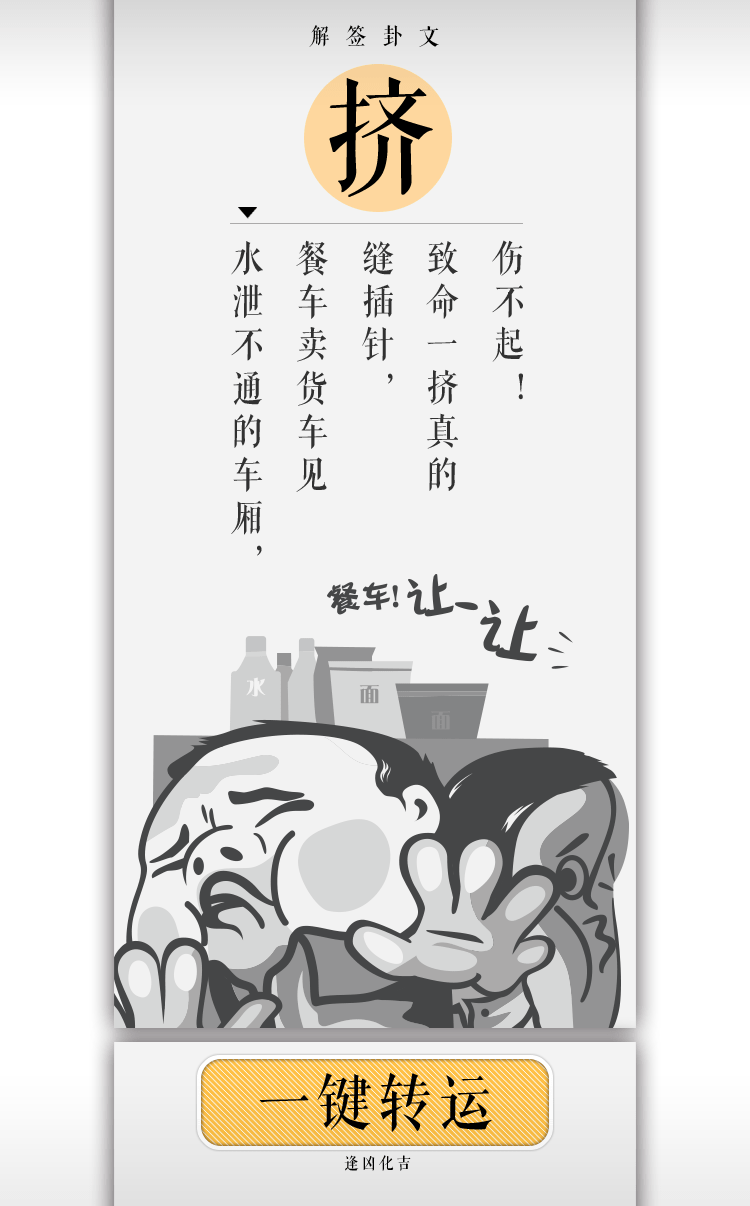 解签卦文
挤
水泄不通的车厢，
餐车卖货车见
缝插针，
致命一挤真的
伤不起！
餐车！让一让
水
面
面
一键转运
逢凶化吉